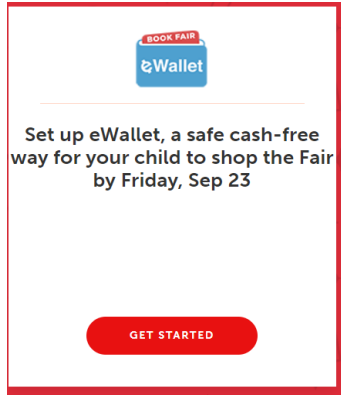 BOOK FAIR
eWallet
Set up eWallet, a safe cash-free
way for your child to shop the Fair
by Friday, Sep 23
GET STARTED